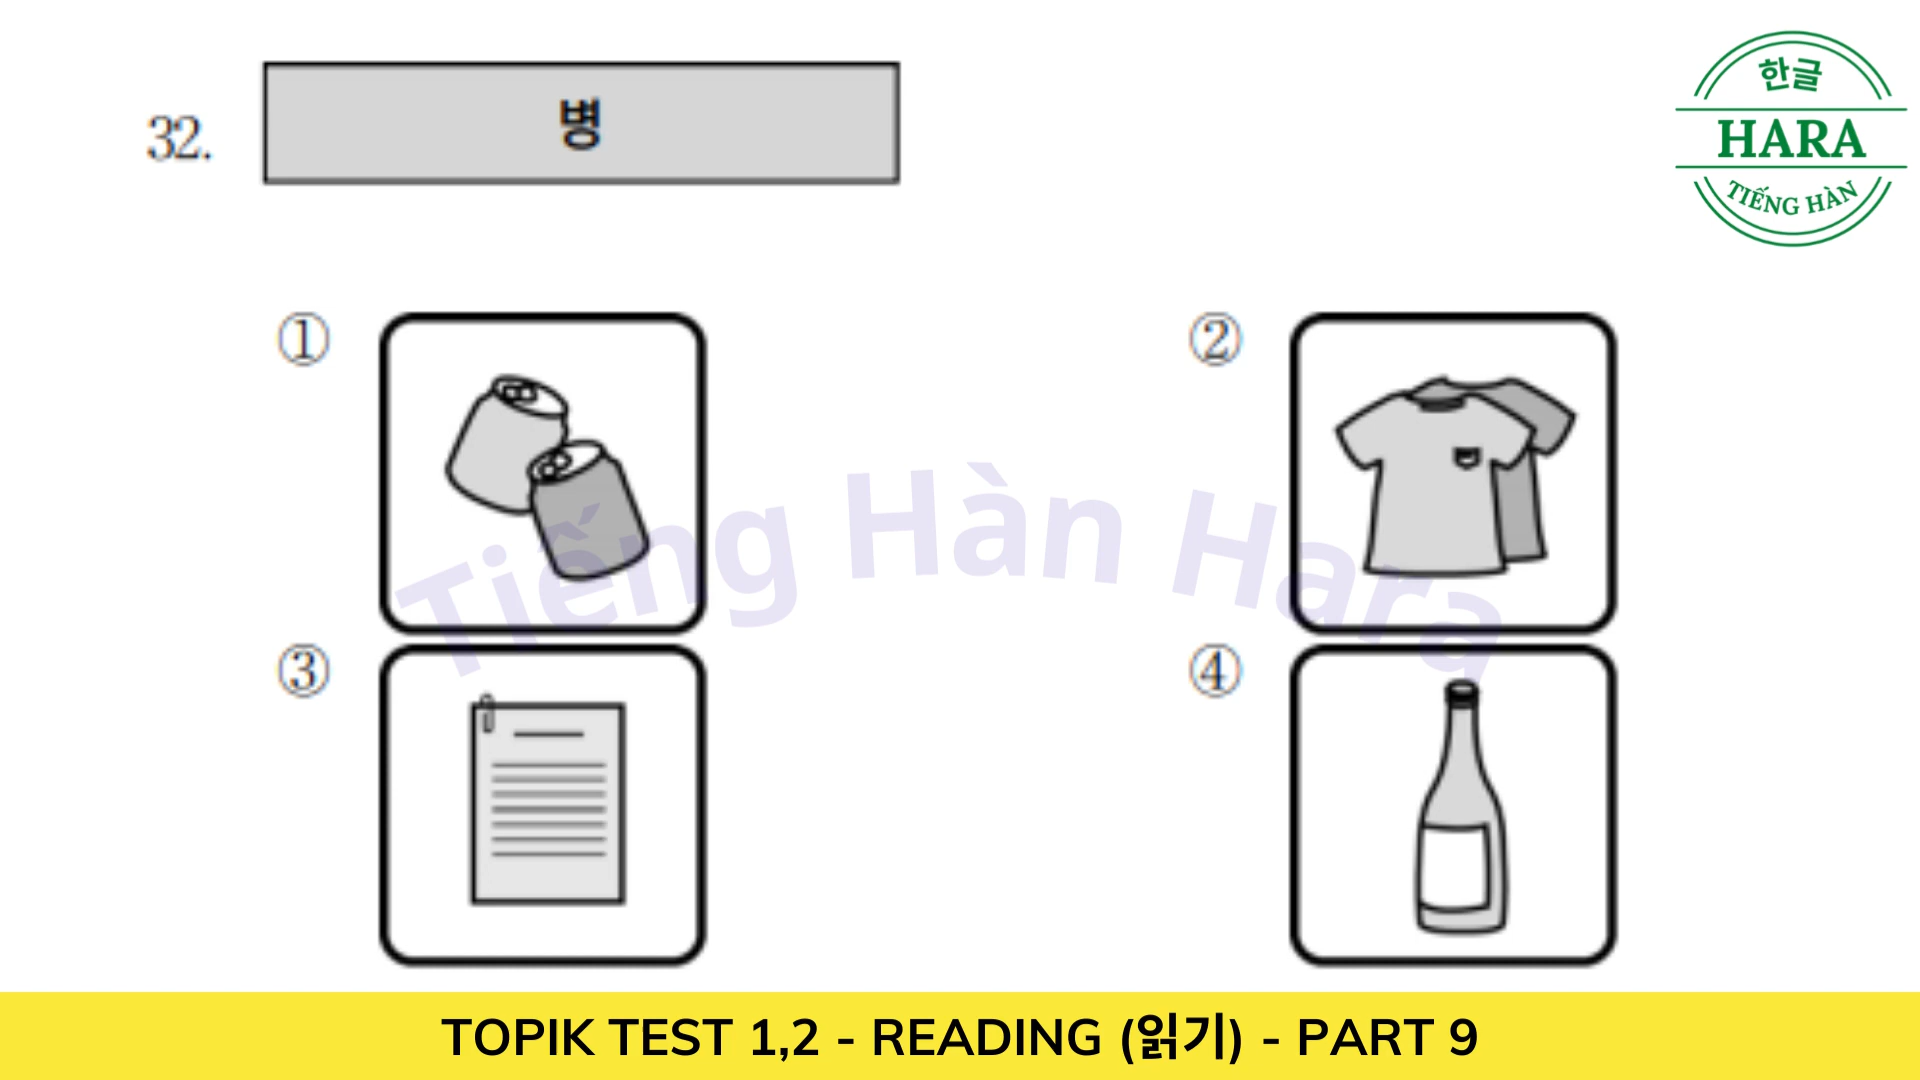 32.
병
한글
HARA
TIẾNG HÀN
①
②
Tiếng Hàn Hara
③
④
TOPIK TEST 1,2 - READING (읽기) - PART 9